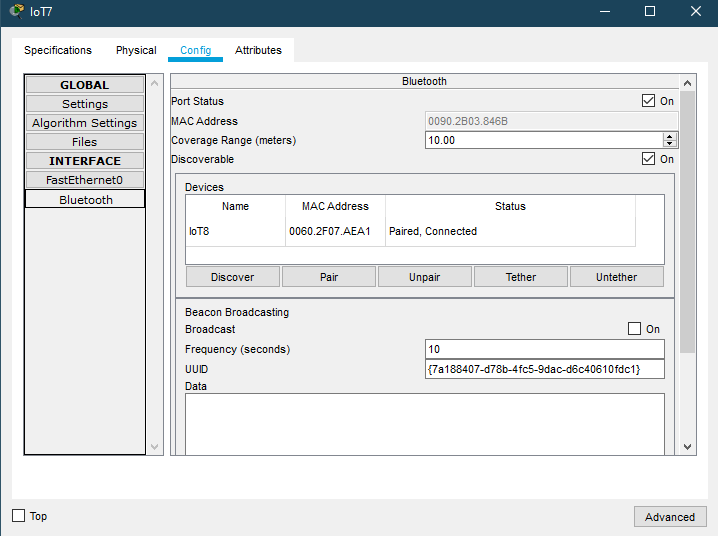 IoT7
Specifications Physical Config Attributes
GLOBAL
Settings
Algorithm Settings
Files
INTERFACE
FastEthernet0
Bluetooth
Bluetooth
Port Status On
MAC Address 0090.2B03.846B
Coverage Range (meters) 10.00
Discoverable On
Devices
Name MAC Address Status
IoT8 0060.2F07.AEA1 Paired, Connected
Discover Pair Unpair Tether Untether
Beacon Broadcasting
Broadcast On
Frequency (seconds) 10
UUID {7a188407-d78b-4fc5-9dac-d6c40610fdc1}
Data
Top Advanced